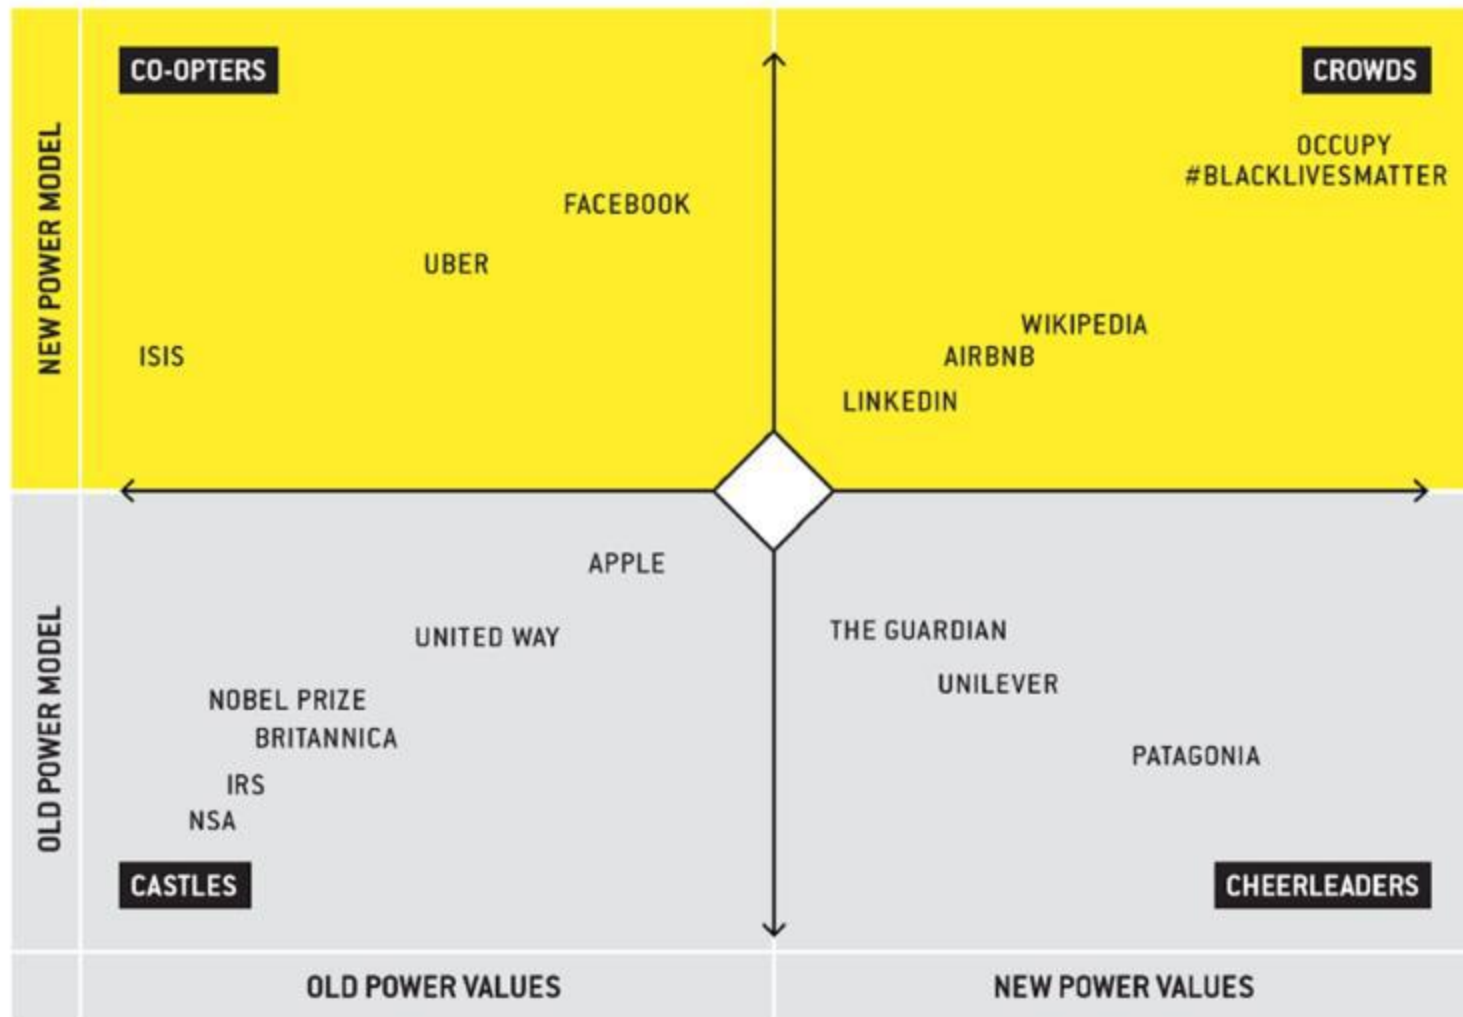 CO-OPTERS
CROWDS
OCCUPY
#BLACKLIVESMATTER
FACEBOOK
UBER
WIKIPEDIA
ISIS
AIRBNB
LINKEDIN
NEW POWER MODEL
APPLE
THE GUARDIAN
UNITED WAY
UNILEVER
NOBEL PRIZE
BRITANNICA
PATAGONIA
IRS
NSA
CASTLES
CHEERLEADERS
OLD POWER MODEL
OLD POWER VALUES
NEW POWER VALUES